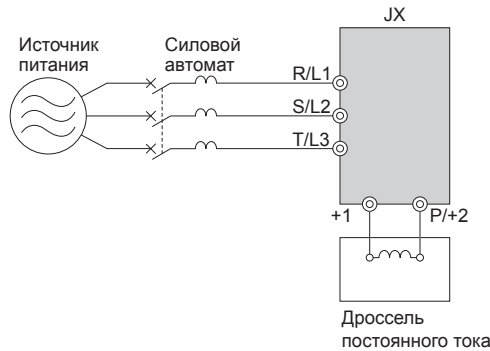 JX
Источник
питания
Силовой
автомат
R/L1
S/L2
T/L3
+1
P/+2
Дроссель
постоянного тока